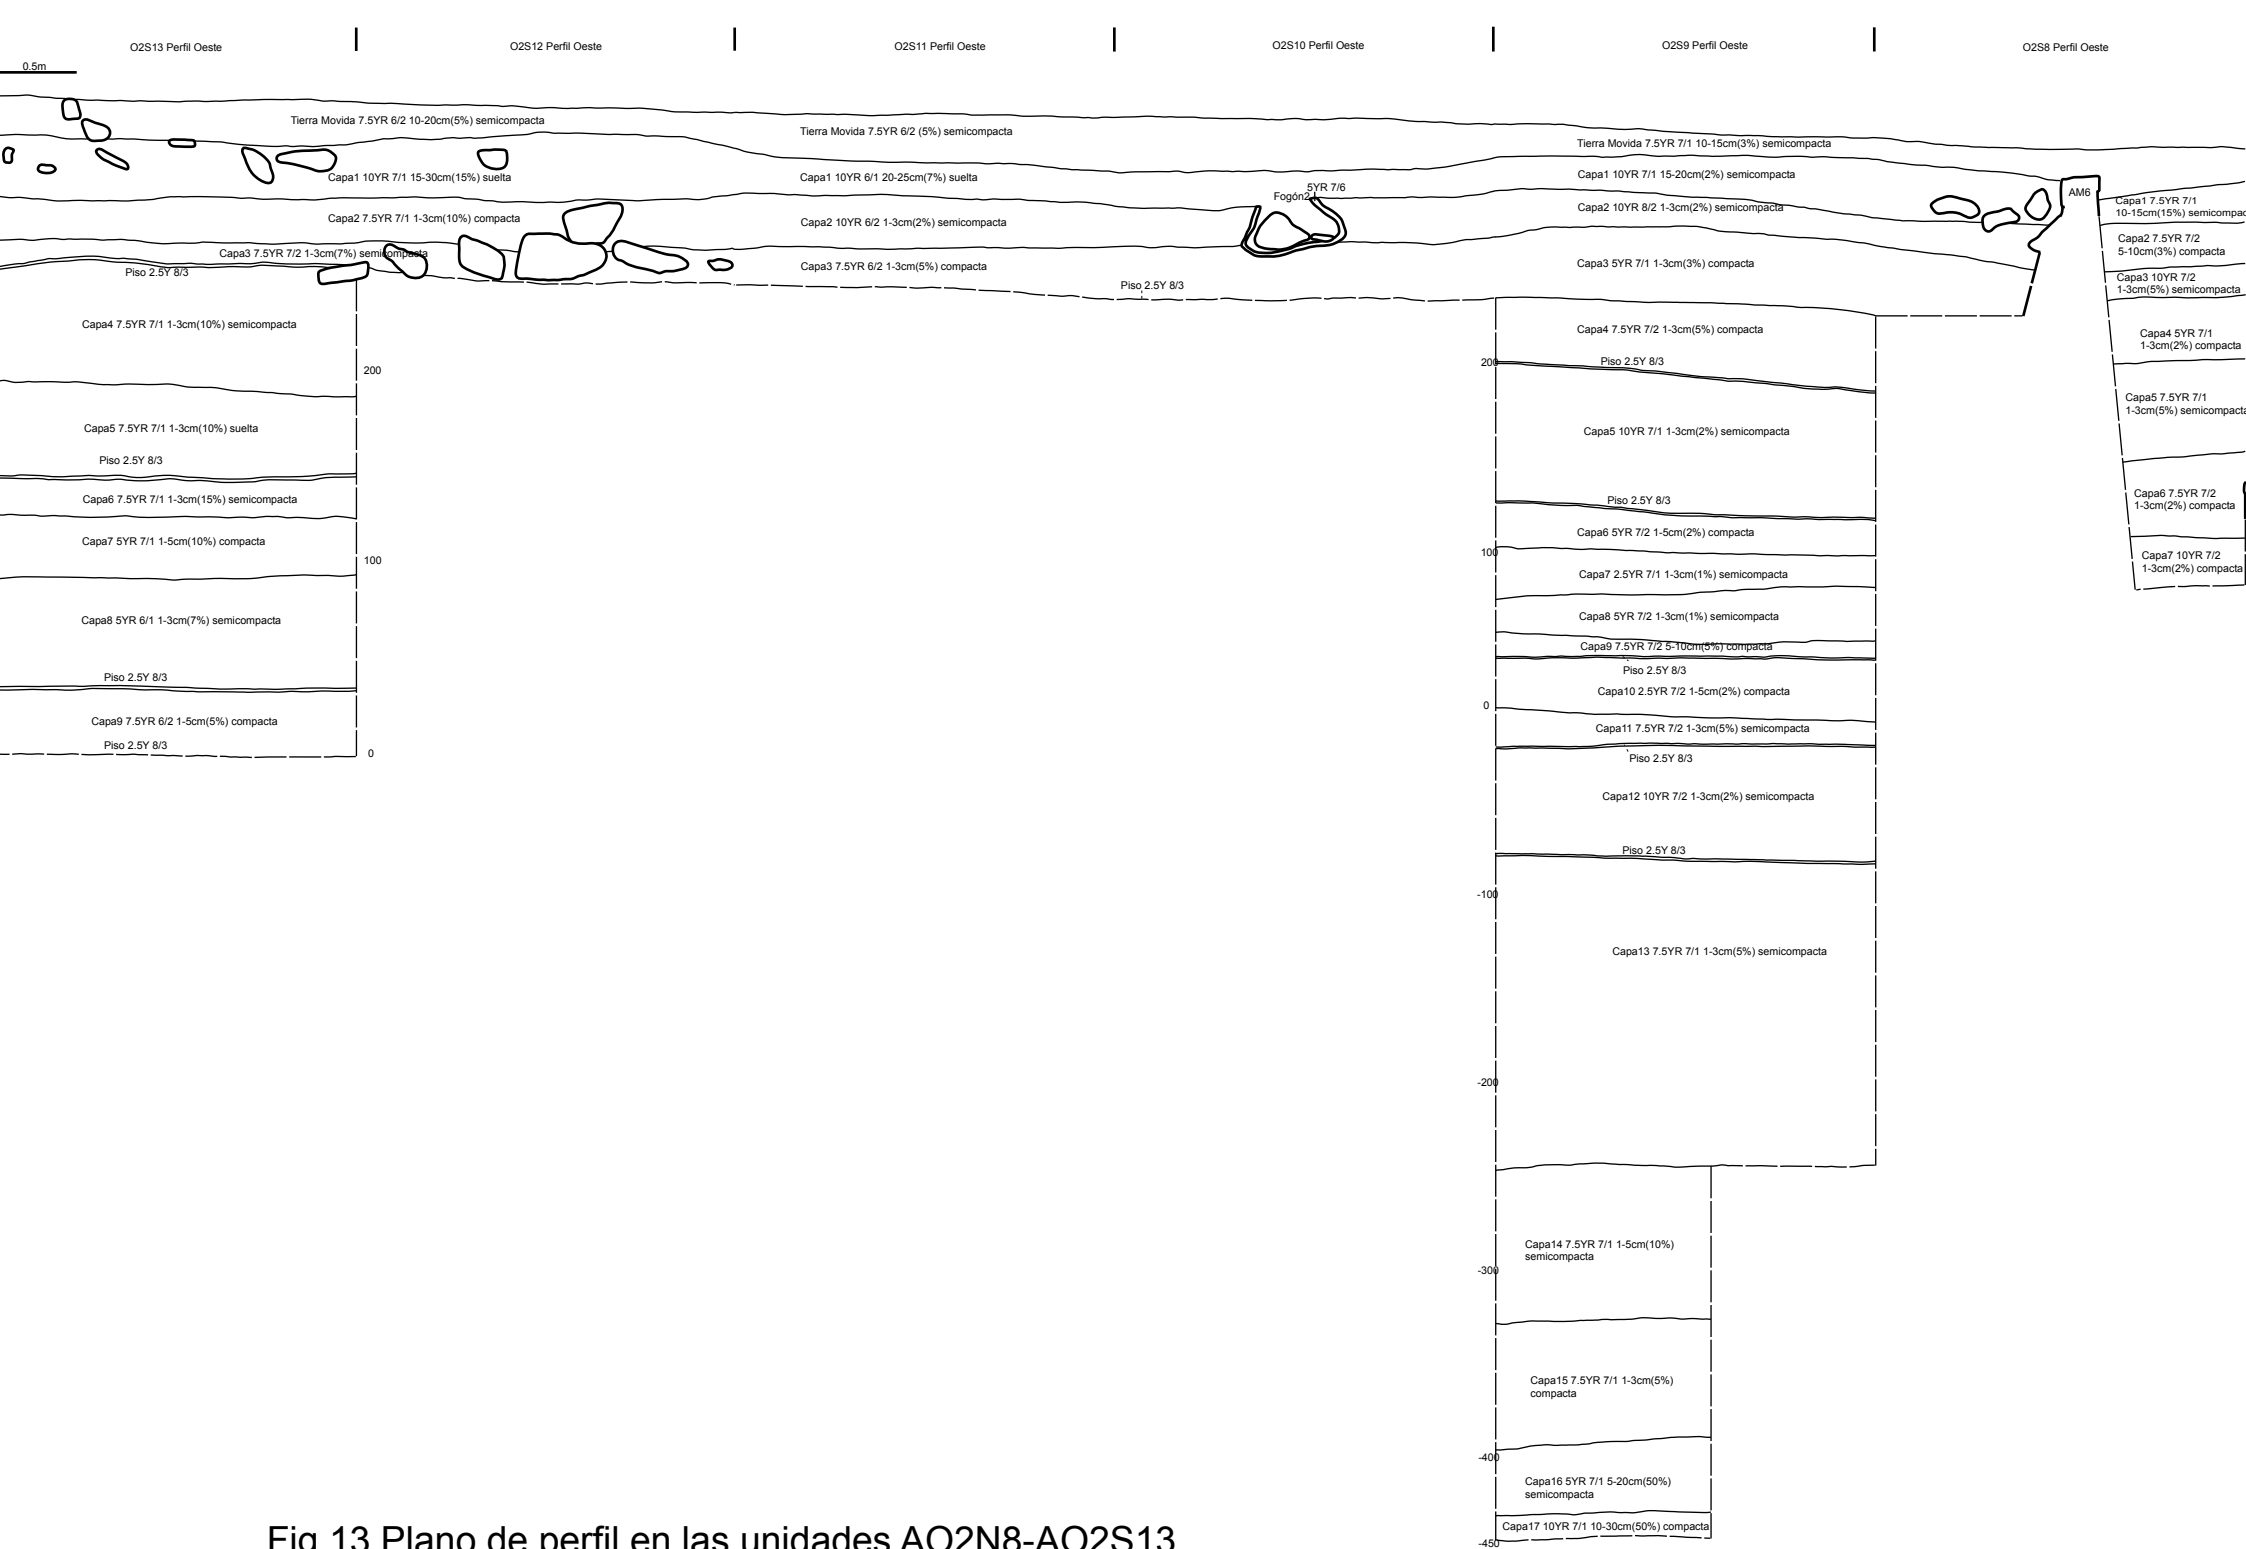 O2S13 Perfil Oeste
O2S12 Perfil Oeste
O2S11 Perfil Oeste
O2S10 Perfil Oeste
O2S9 Perfil Oeste
O2S8 Perfil Oeste
0.5m
Tierra Movida 7.5YR 6/2 10-20cm(5%) semicompacta
Capa1 10YR 7/1 15-30cm(15%) suelta
Capa2 7.5YR 7/1 1-3cm(10%) compacta
Capa3 7.5YR 7/2 1-3cm(7%) semicompacta
Piso 2.5Y 8/3
Capa4 7.5YR 7/1 1-3cm(10%) semicompacta
200
Capa5 7.5YR 7/1 1-3cm(10%) suelta
Piso 2.5Y 8/3
Capa6 7.5YR 7/1 1-3cm(15%) semicompacta
Capa7 5YR 7/1 1-5cm(10%) compacta
100
Capa8 5YR 6/1 1-3cm(7%) semicompacta
Piso 2.5Y 8/3
Capa9 7.5YR 6/2 1-5cm(5%) compacta
Piso 2.5Y 8/3
0
Tierra Movida 7.5YR 6/2 (5%) semicompacta
Capa1 10YR 6/1 20-25cm(7%) suelta
Capa2 10YR 6/2 1-3cm(2%) semicompacta
Capa3 7.5YR 6/2 1-3cm(5%) compacta
5YR 7/6
Fogón2
Piso 2.5Y 8/3
Tierra Movida 7.5YR 7/1 10-15cm(3%) semicompacta
Capa1 10YR 7/1 15-20cm(2%) semicompacta
Capa2 10YR 8/2 1-3cm(2%) semicompacta
Capa3 5YR 7/1 1-3cm(3%) compacta
Capa4 7.5YR 7/2 1-3cm(5%) compacta
200
Piso 2.5Y 8/3
Capa5 10YR 7/1 1-3cm(2%) semicompacta
Piso 2.5Y 8/3
Capa6 5YR 7/2 1-5cm(2%) compacta
100
Capa7 2.5YR 7/1 1-3cm(1%) semicompacta
Capa8 5YR 7/2 1-3cm(1%) semicompacta
Capa9 7.5YR 7/2 5-10cm(5%) compacta
Piso 2.5Y 8/3
Capa10 2.5YR 7/2 1-5cm(2%) compacta
0
Capa11 7.5YR 7/2 1-3cm(5%) semicompacta
Piso 2.5Y 8/3
Capa12 10YR 7/2 1-3cm(2%) semicompacta
Piso 2.5Y 8/3
-100
Capa13 7.5YR 7/1 1-3cm(5%) semicompacta
-200
Capa14 7.5YR 7/1 1-5cm(10%)
semicompacta
-300
Capa15 7.5YR 7/1 1-3cm(5%)
compacta
-400
Capa16 5YR 7/1 5-20cm(50%)
semicompacta
Capa17 10YR 7/1 10-30cm(50%) compacta
-450
AM6
Capa1 7.5YR 7/1
10-15cm(15%) semicompac
Capa2 7.5YR 7/2
5-10cm(3%) compacta
Capa3 10YR 7/2
1-3cm(5%) semicompacta
Capa4 5YR 7/1
1-3cm(2%) compacta
Capa5 7.5YR 7/1
1-3cm(5%) semicompacta
Capa6 7.5YR 7/2
1-3cm(2%) compacta
Capa7 10YR 7/2
1-3cm(2%) compacta
Fig 13 Plano de perfil en las unidades AO2N8-AO2S13